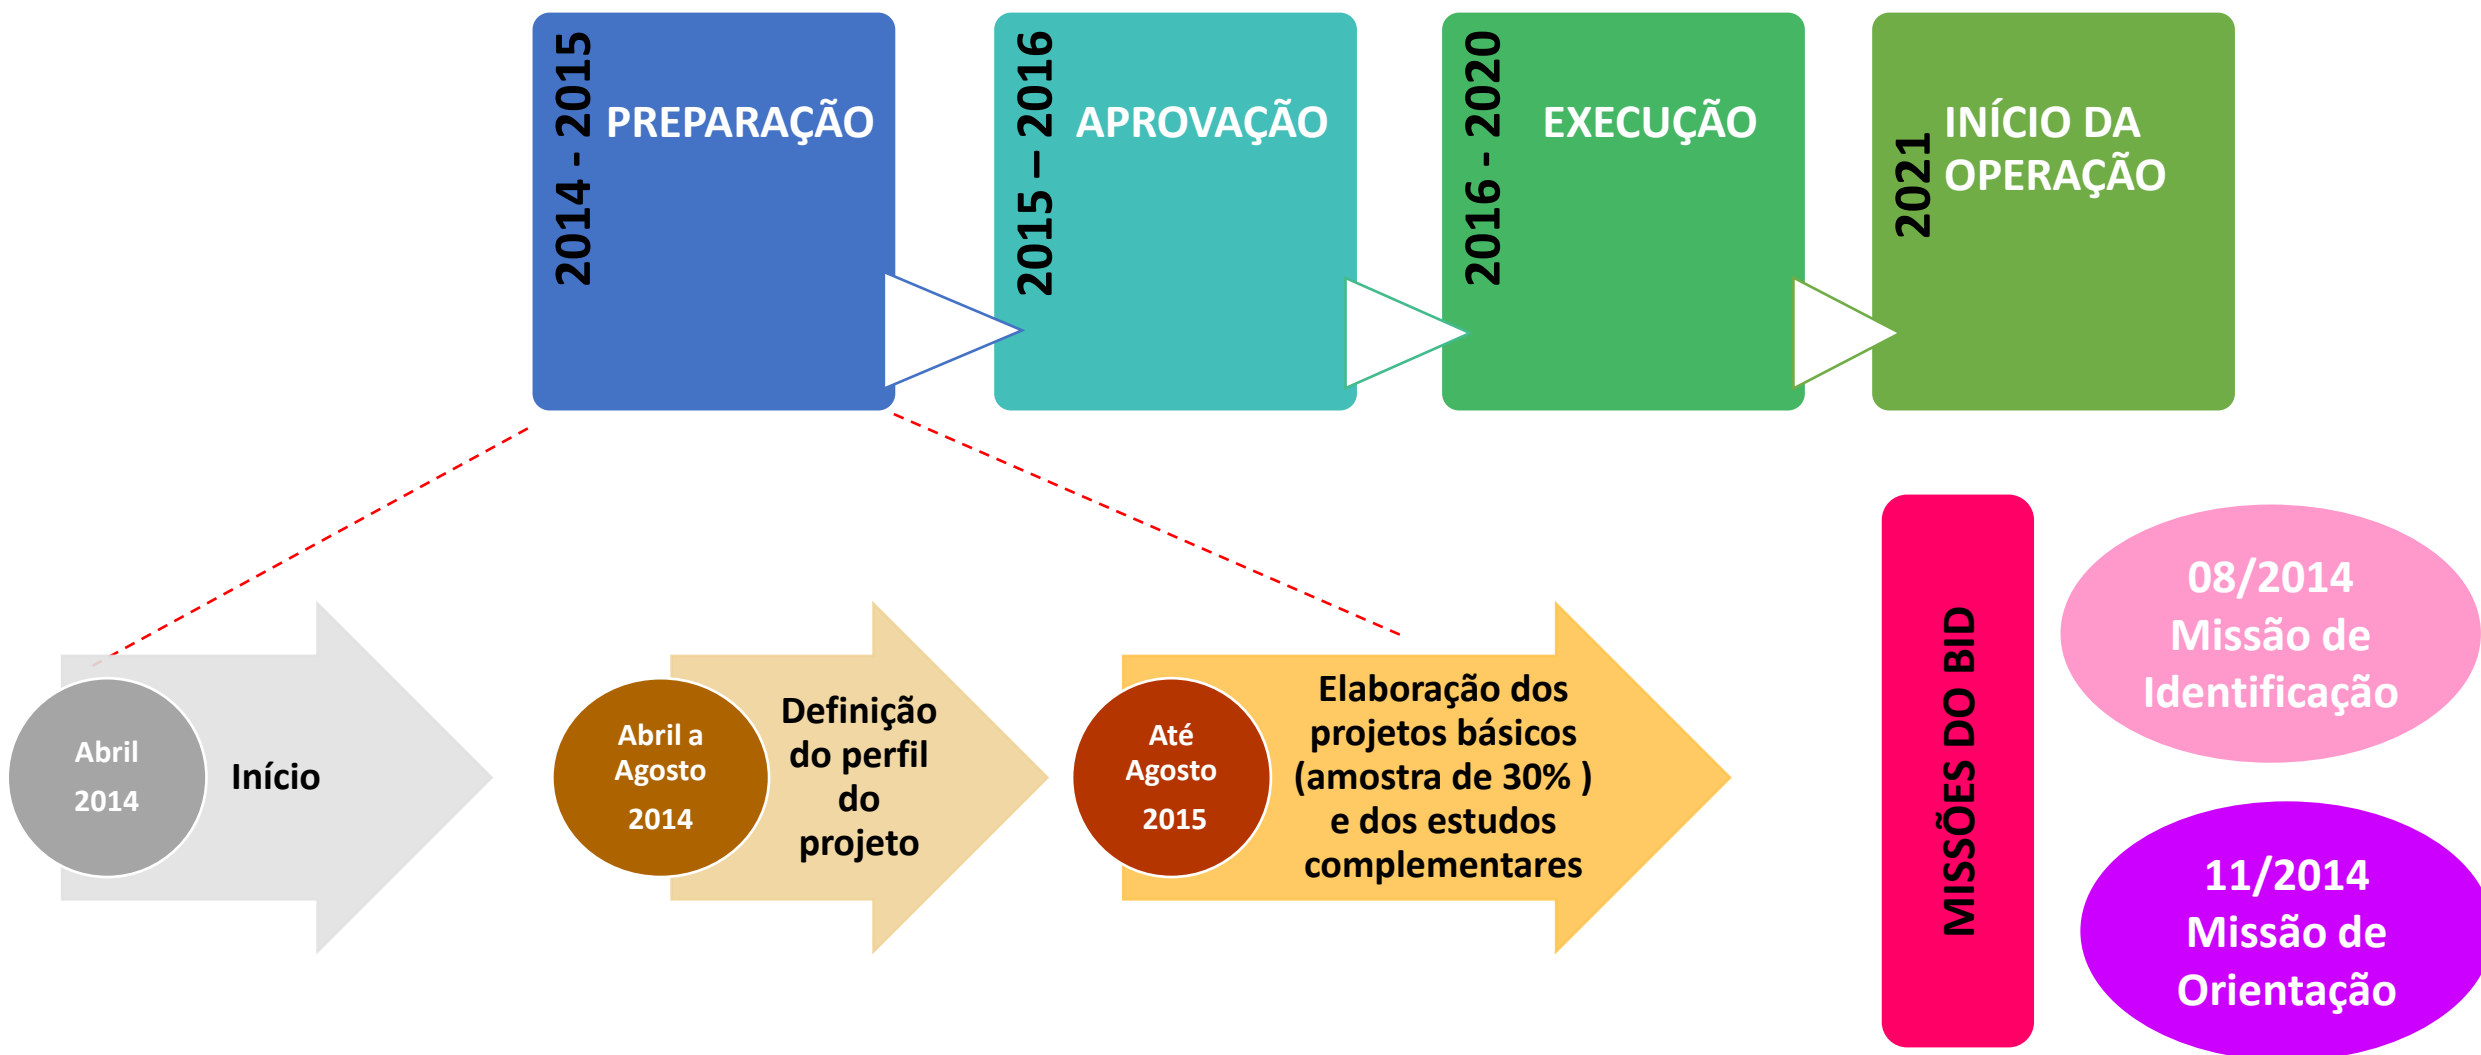 2014 - 2015
PREPARAÇÃO
2015 – 2016
APROVAÇÃO
2016 - 2020
EXECUÇÃO
2021
INÍCIO DA
OPERAÇÃO
Abril
2014
Início
Abril a
Agosto
2014
Definição
do perfil
do
projeto
Até
Agosto
2015
Elaboração dos
projetos básicos
(amostra de 30% )
e dos estudos
complementares
MISSÕES DO BID
08/2014
Missão de
Identificação
11/2014
Missão de
Orientação